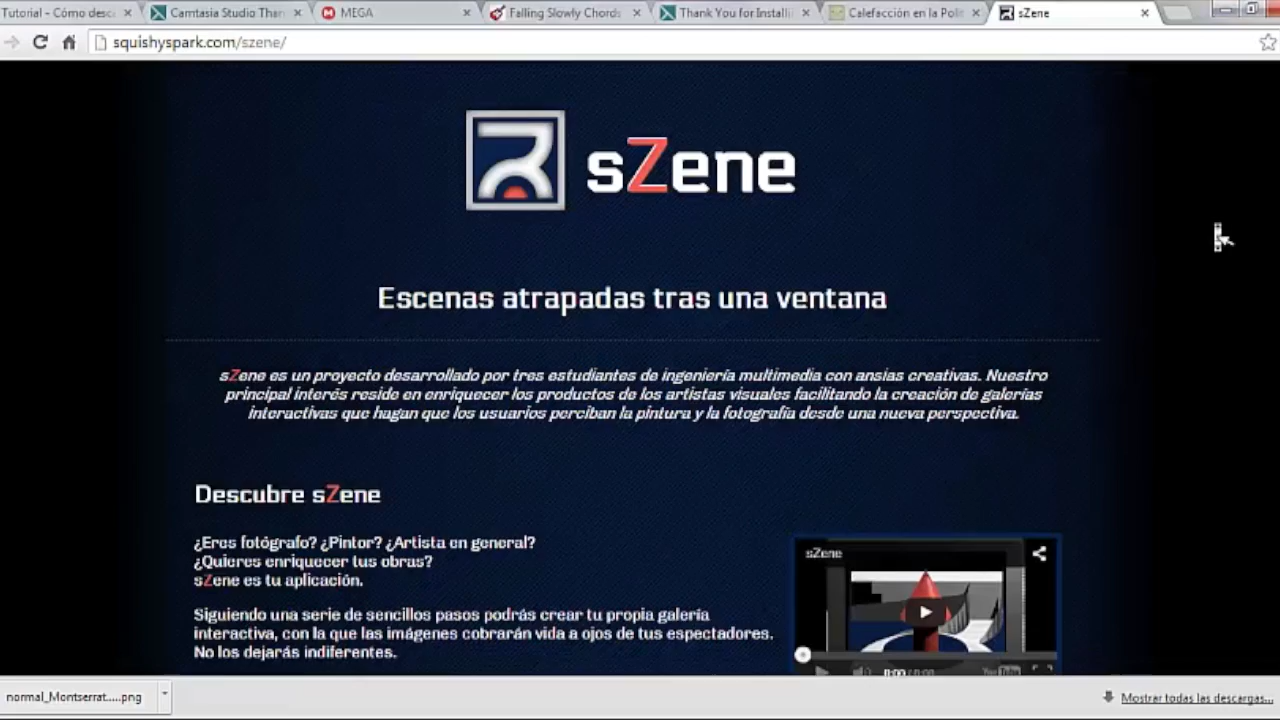 Tutorial - Cómo desc
Camtasia Studio Than
MEGA
Falling Slowly Chords
Thank You for Installi
Calefacción en la Poli
sZene
squishyspark.com/szene/
sZene
Escenas atrapadas tras una ventana
sZene es un proyecto desarrollado por tres estudiantes de ingeniería multimedia con ansias creativas. Nuestro
principal interés reside en enriquecer los productos de los artistas visuales facilitando la creación de galerías
interactivas que hagan que los usuarios perciban la pintura y la fotografía desde una nueva perspectiva.
Descubre sZene
¿Eres fotógrafo? ¿Pintor? ¿Artista en general?
¿Quieres enriquecer tus obras?
sZene es tu aplicación.
Siguiendo una serie de sencillos pasos podrás crear tu propia galería
interactiva, con la que las imágenes cobrarán vida a ojos de tus espectadores.
No los dejarás indiferentes.
sZene
YouTube
normal_Montserrat.....png
Mostrar todas las descargas...